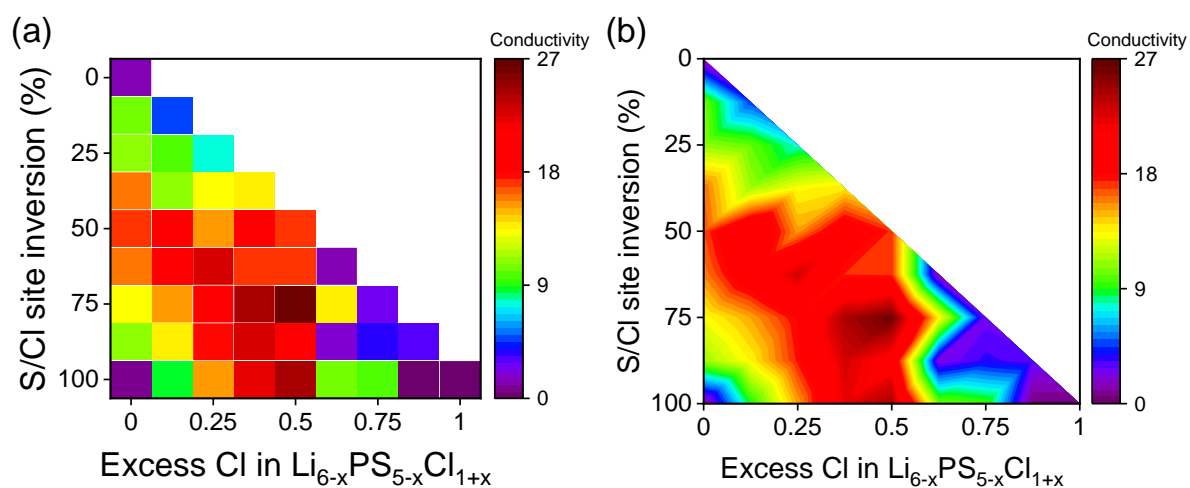 (a)
Conductivity
27
18
9
0
S/Cl site inversion (%)
0
25
50
75
100
0 0.25 0.5 0.75 1
Excess Cl in Li6-xPS5-xCl1+x
(b)
Conductivity
27
18
9
0
S/Cl site inversion (%)
0
25
50
75
100
0 0.25 0.5 0.75 1
Excess Cl in Li6-xPS5-xCl1+x